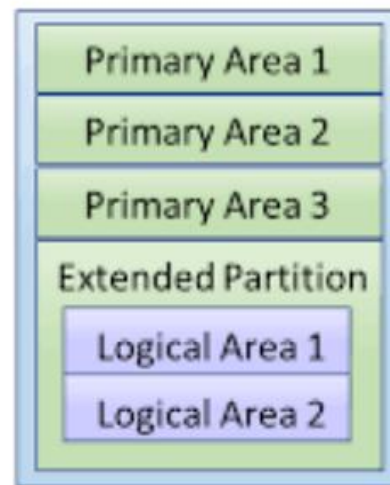 Primary Area 1
Primary Area 2
Primary Area 3
Extended Partition
Logical Area 1
Logical Area 2